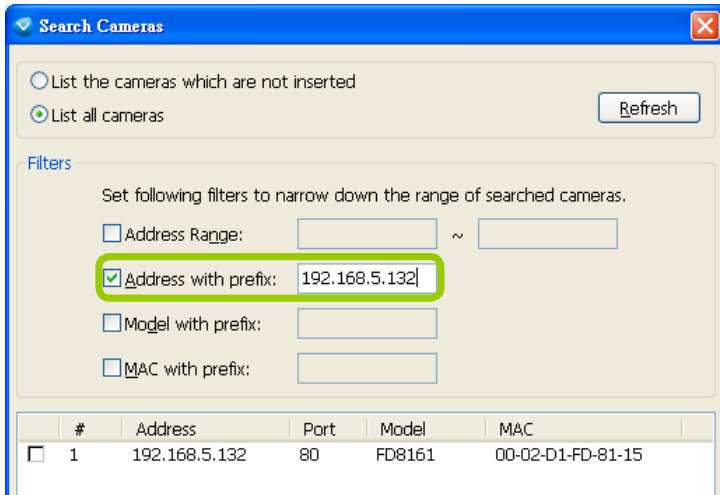 Search Cameras
List the cameras which are not inserted
List all cameras
Refresh
Filters
Set following filters to narrow down the range of searched cameras.
Address Range: ~
Address with prefix: 192.168.5.132
Model with prefix:
MAC with prefix:
# Address Port Model MAC
1 192.168.5.132 80 FD8161 00-02-D1-FD-81-15